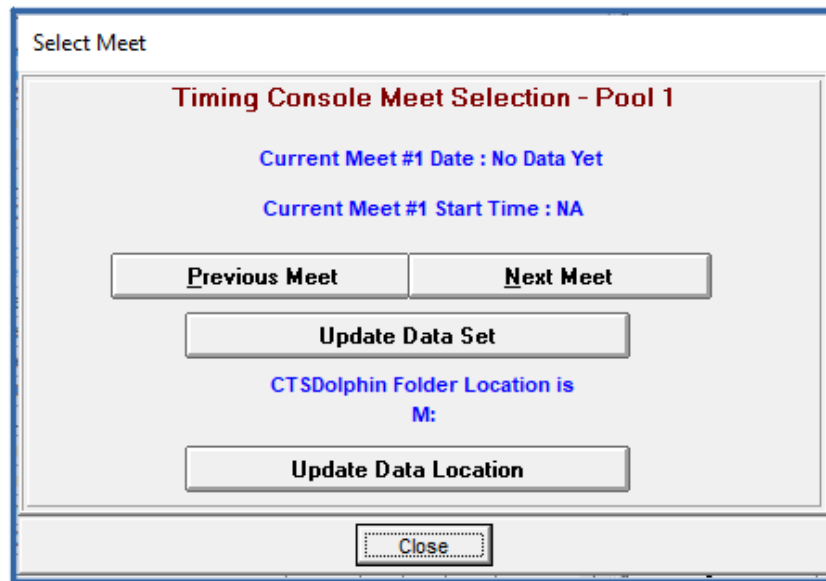 Select Meet
Timing Console Meet Selection - Pool 1
Current Meet #1 Date : No Data Yet
Current Meet #1 Start Time : NA
Previous Meet Next Meet
Update Data Set
CTSDolphin Folder Location is
M:
Update Data Location
Close